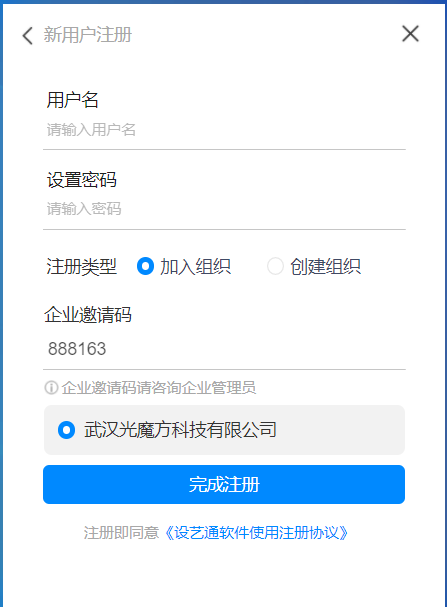 新用户注册
用户名
请输入用户名
设置密码
请输入密码
注册类型 加入组织 创建组织
企业邀请码
888163
企业邀请码请咨询企业管理员
武汉光魔方科技有限公司
完成注册
注册即同意《设艺通软件使用注册协议》